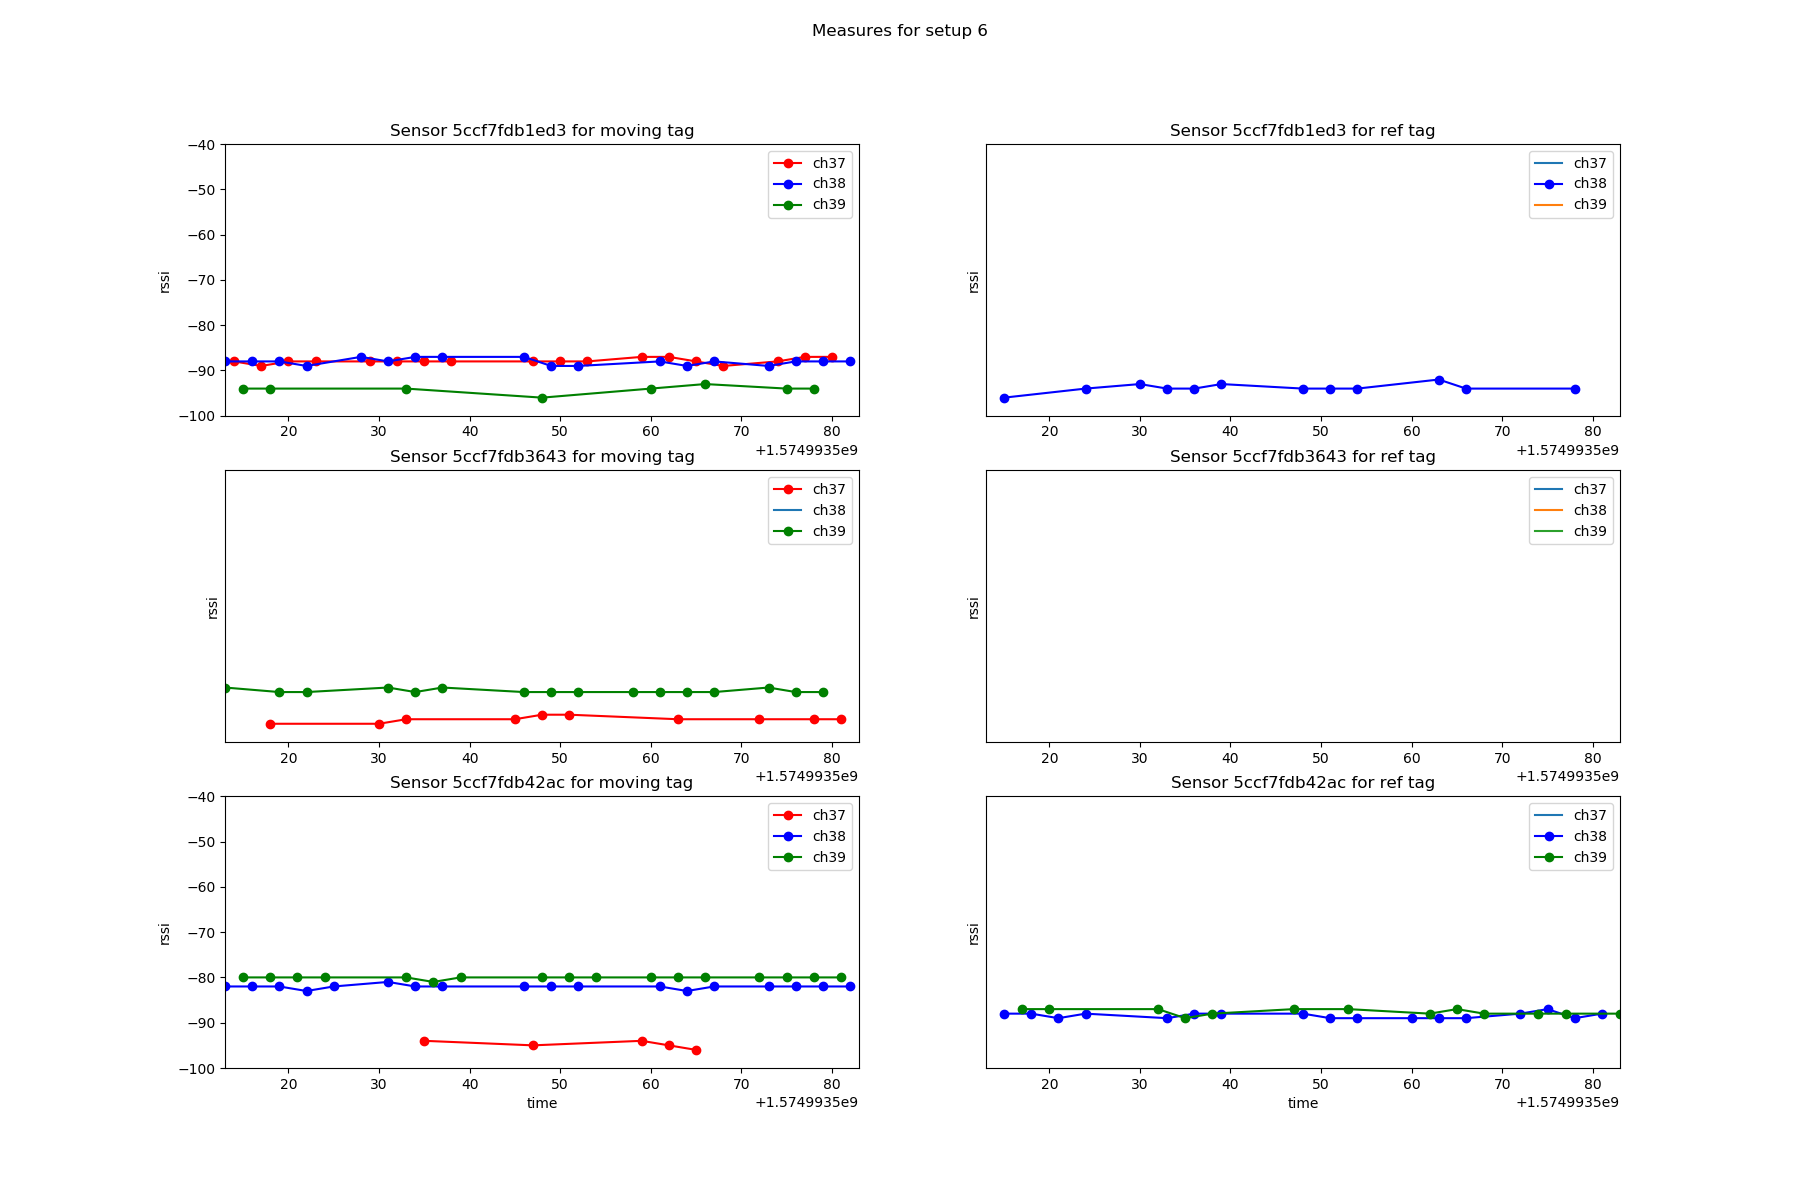 Measures for setup 6
Sensor 5ccf7fdb1ed3 for moving tag
−40
−50
−60
−70
−80
−90
−100
rssi
ch37
ch38
ch39
20 30 40 50 60 70 80
+1.5749935e9
Sensor 5ccf7fdb1ed3 for ref tag
rssi
ch37
ch38
ch39
20 30 40 50 60 70 80
+1.5749935e9
Sensor 5ccf7fdb3643 for moving tag
rssi
ch37
ch38
ch39
20 30 40 50 60 70 80
+1.5749935e9
Sensor 5ccf7fdb3643 for ref tag
rssi
ch37
ch38
ch39
20 30 40 50 60 70 80
+1.5749935e9
Sensor 5ccf7fdb42ac for moving tag
−40
−50
−60
−70
−80
−90
−100
rssi
ch37
ch38
ch39
20 30 40 50 60 70 80
time
+1.5749935e9
Sensor 5ccf7fdb42ac for ref tag
rssi
ch37
ch38
ch39
20 30 40 50 60 70 80
time
+1.5749935e9